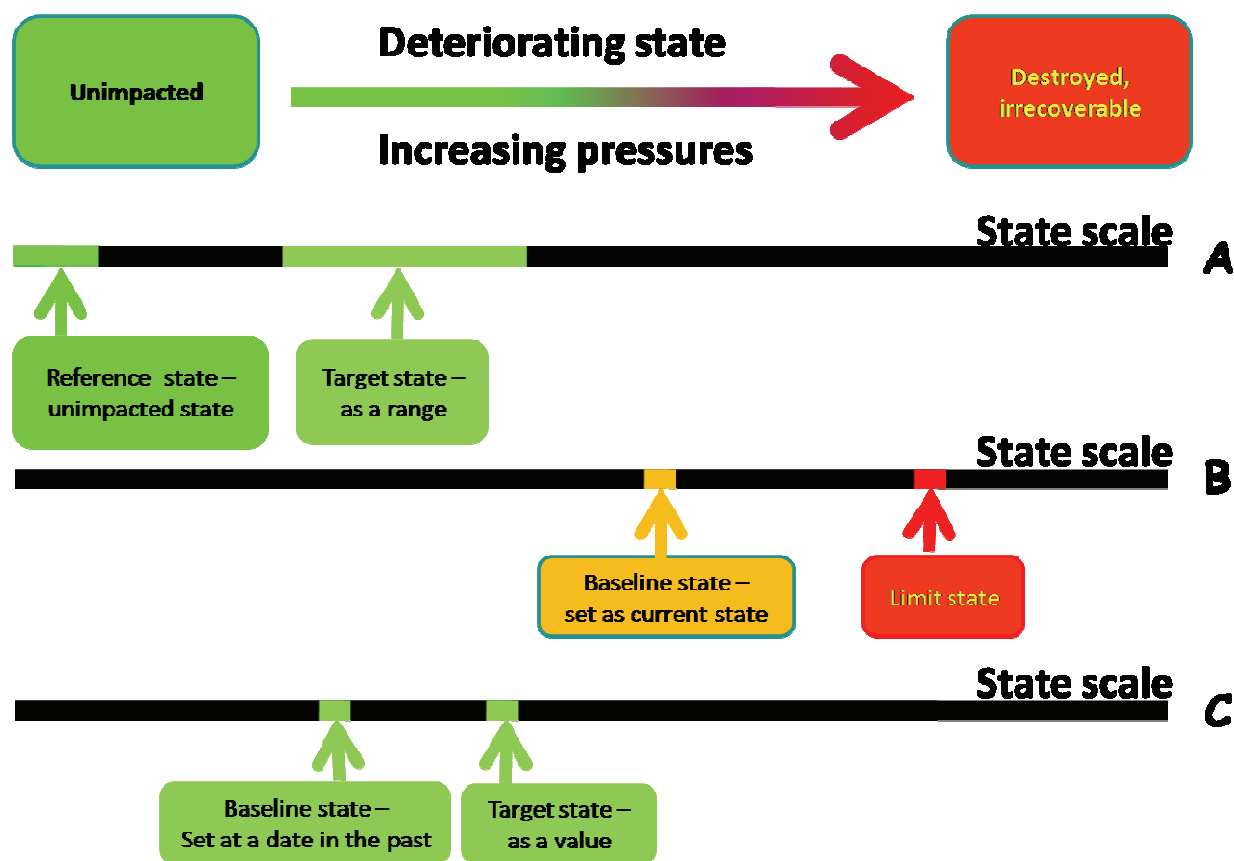 Unimpacted
Deteriorating state
Increasing pressures
Destroyed,
irrecoverable
State scale
A
Reference state –
unimpacted state
Target state –
as a range
State scale
B
Baseline state –
set as current state
Limit state
State scale
C
Baseline state –
Set at a date in the past
Target state –
as a value